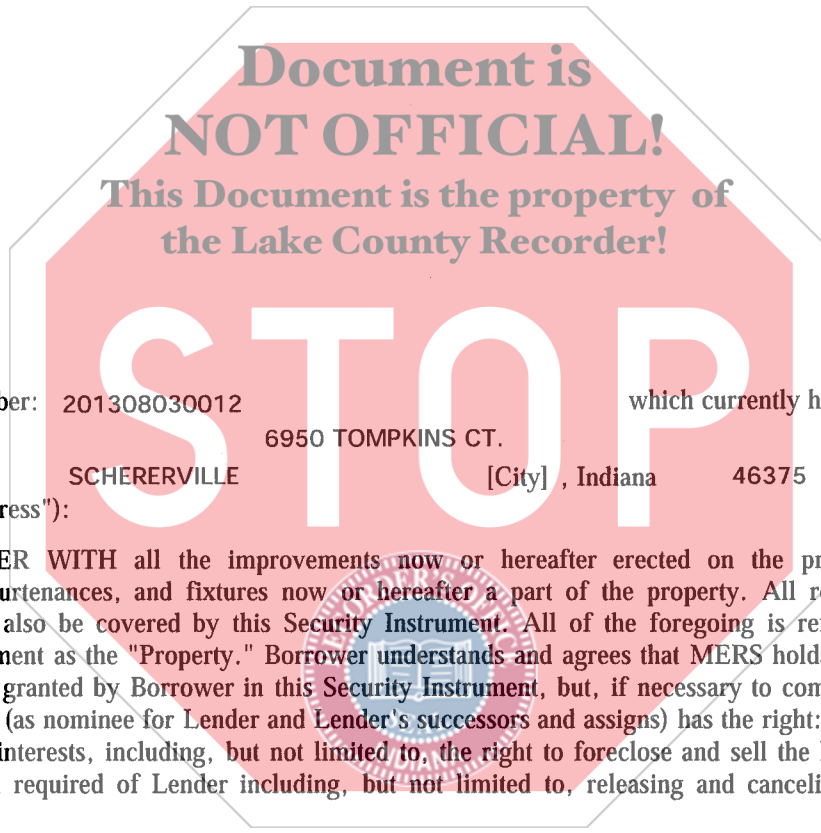 Document is
NOT OFFICIAL!
This Document is the property of
the Lake County Recorder!
STOP
ber: 201308030012 which currently h
6950 TOMPKINS CT.
SCHERERVILLE [City] , Indiana 46375
ress"):
ER WITH all the improvements now or hereafter erected on the pr
urtenances, and fixtures now or hereafter a part of the property. All r
also be covered by this Security Instrument. All of the foregoing is re
nent as the "Property." Borrower understands and agrees that MERS hold
granted by Borrower in this Security Instrument, but, if necessary to com
(as nominee for Lender and Lender's successors and assigns) has the right:
interests, including, but not limited to, the right to foreclose and sell the
required of Lender including, but not limited to, releasing and canceli